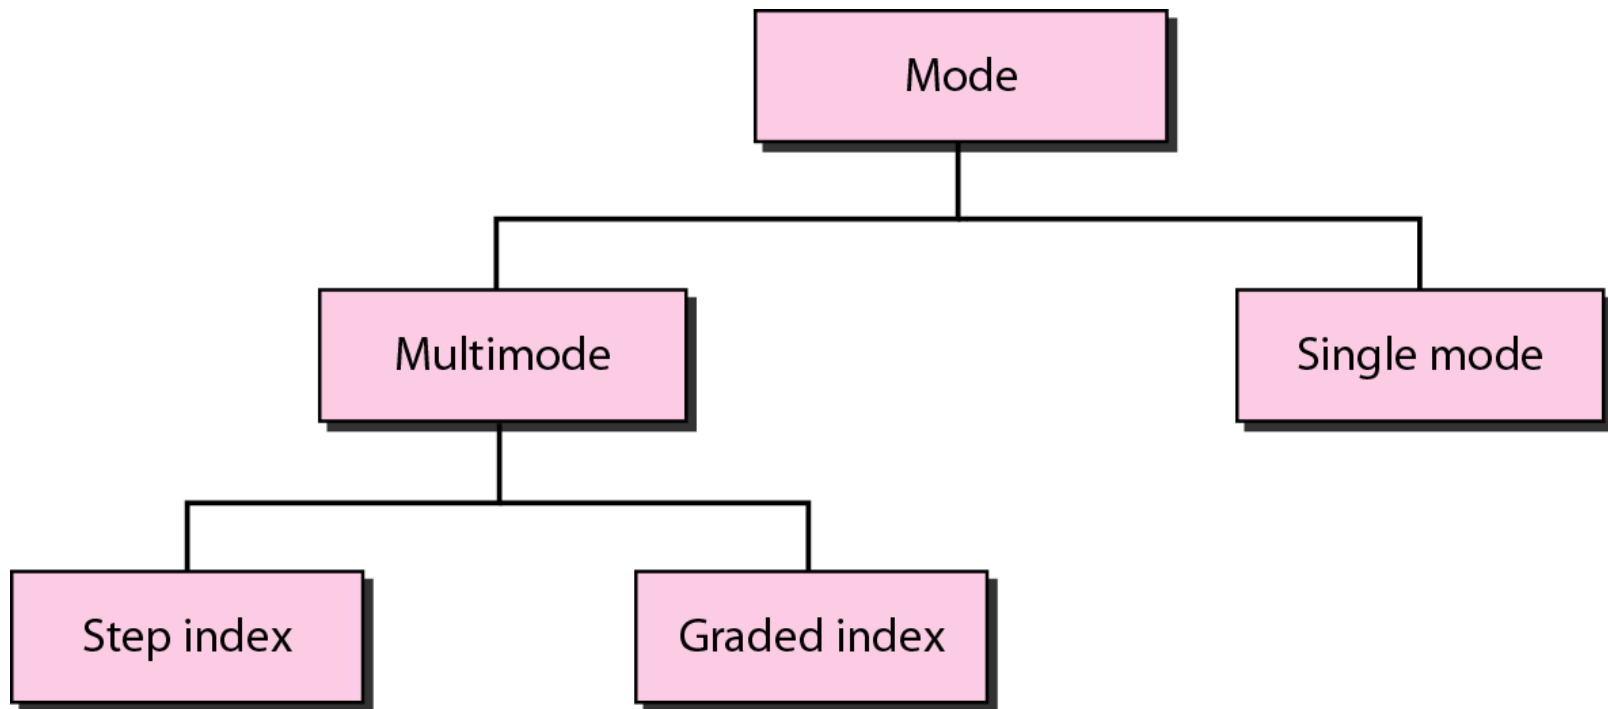 Mode
Multimode
Single mode
Step index
Graded index